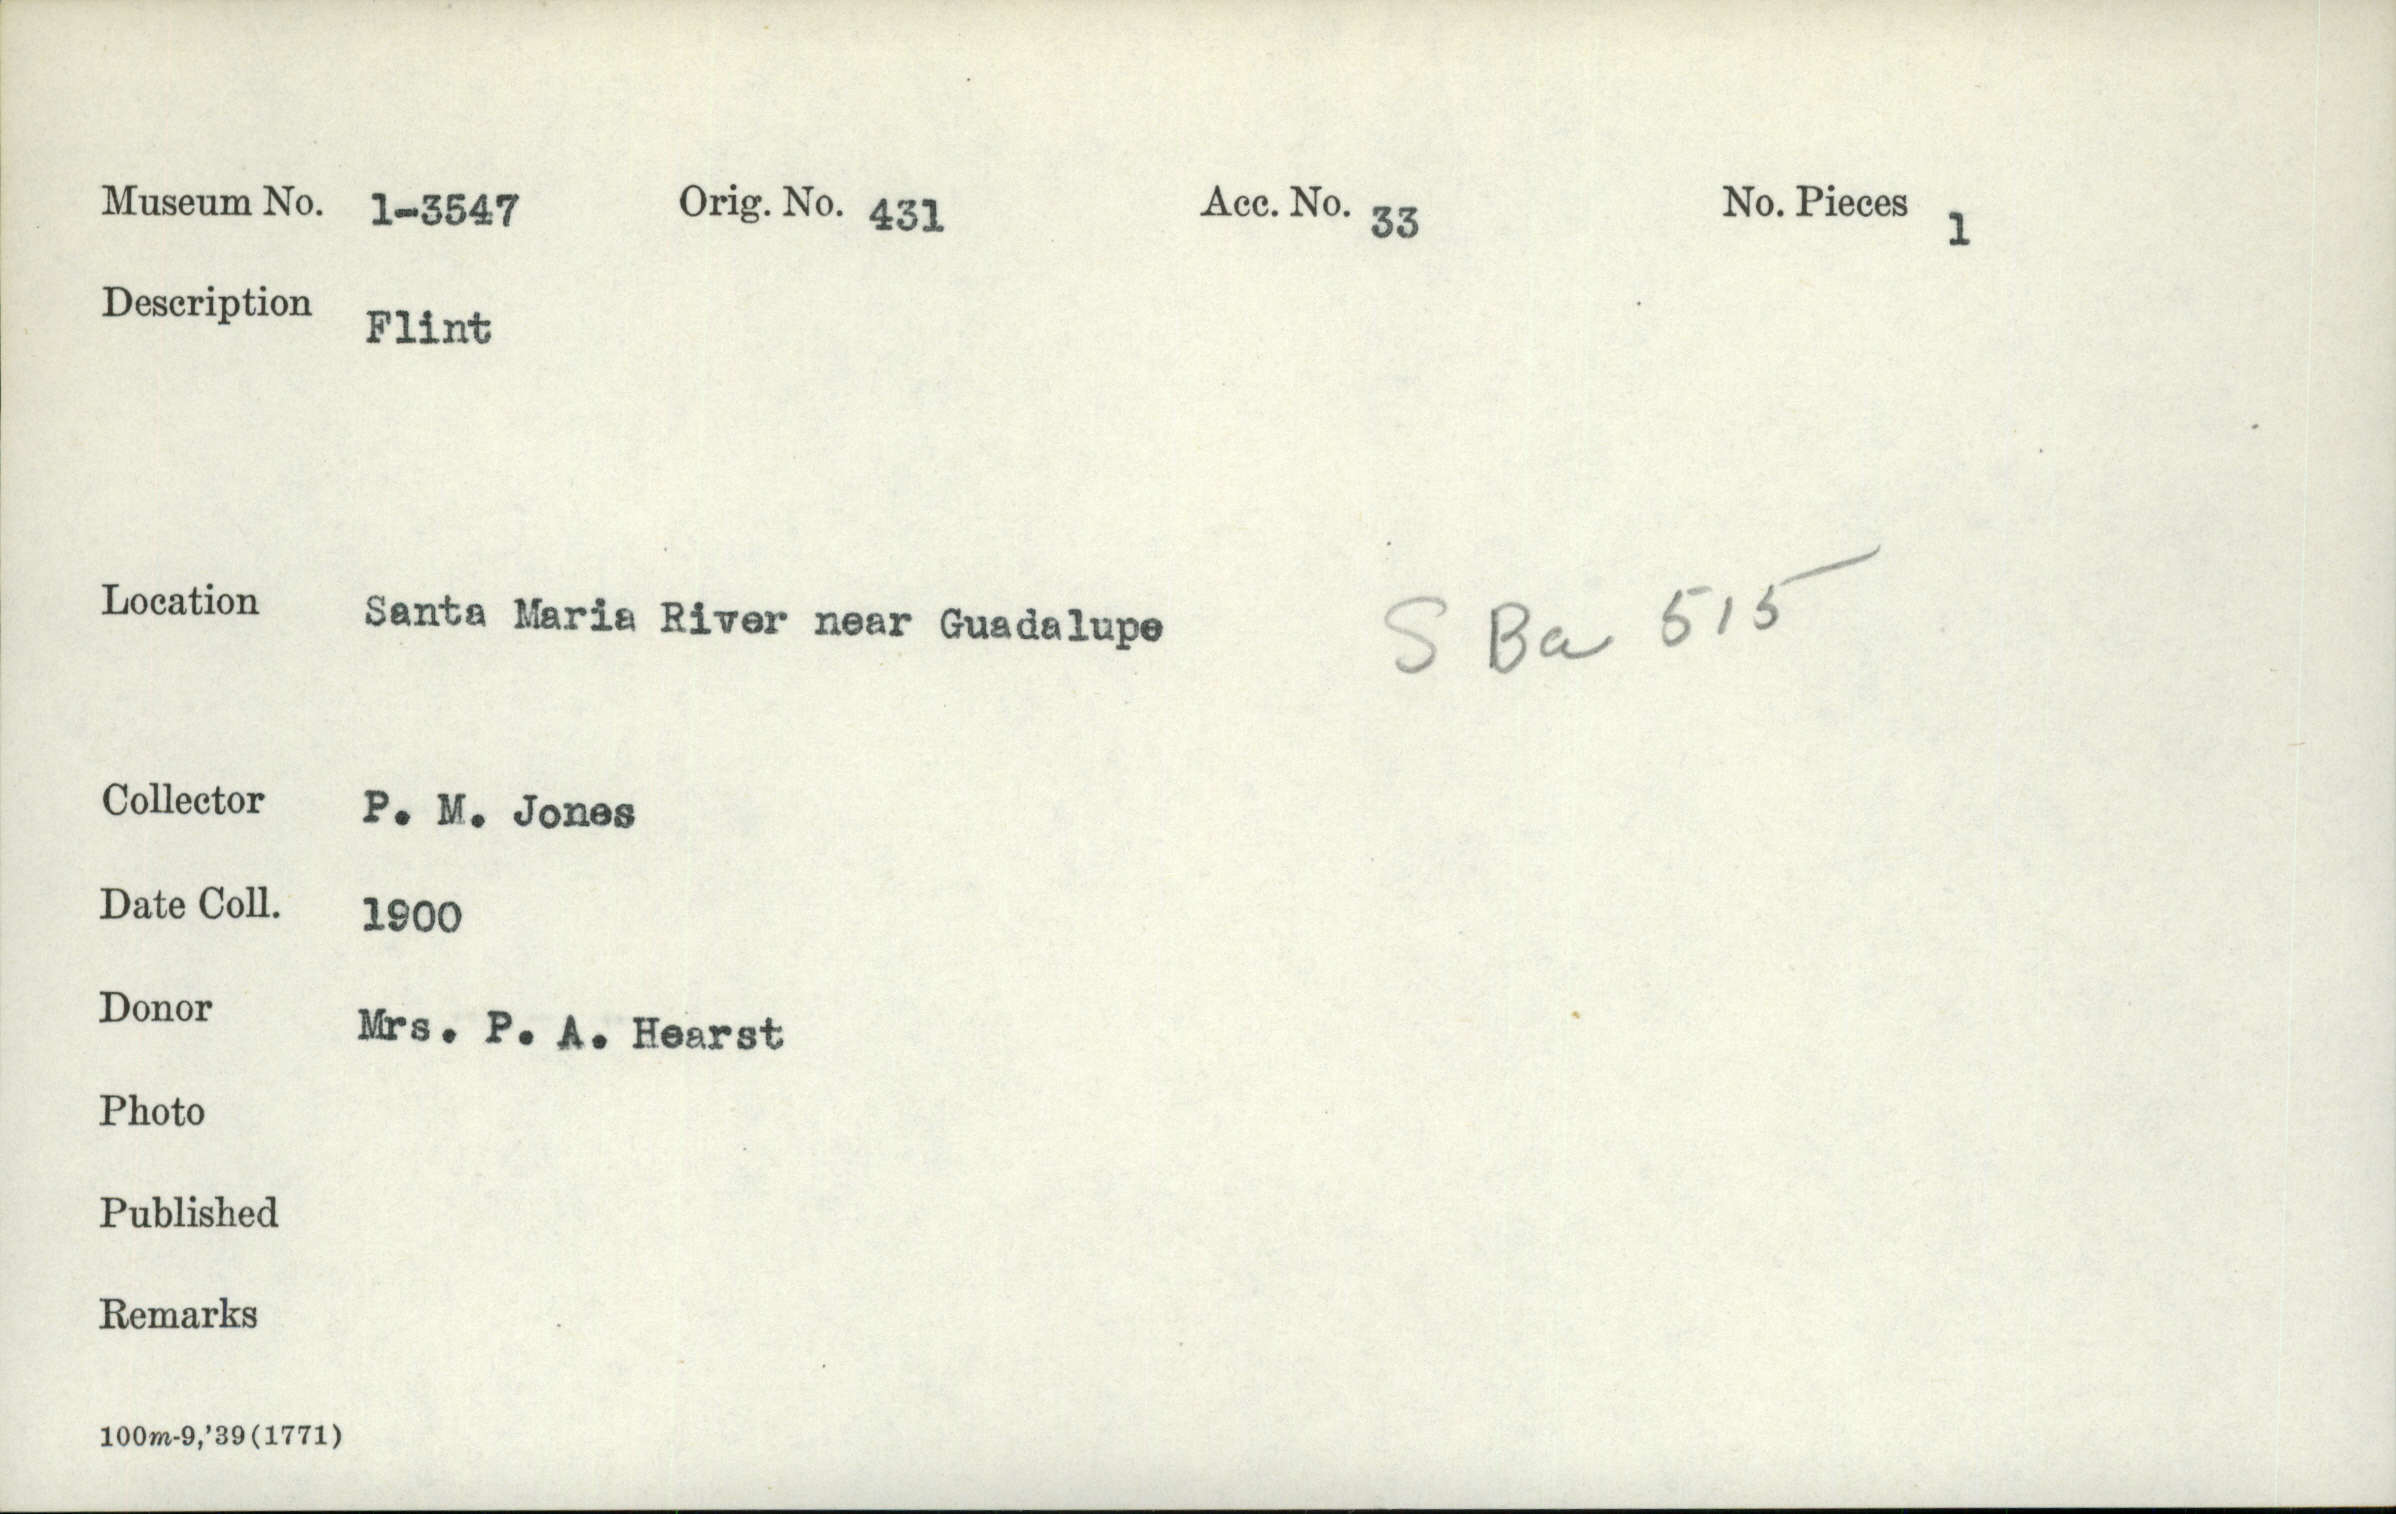 Museum No. 1-3547 Orig. No. 431 Acc. No. 33 No. Pieces 1
Description Flint
Location Santa Maria River near Guadalupe S Ba 515
Collector P. M. Jones
Date Coll. 1900
Donor Mrs. P. A. Hearst
Photo
Published
Remarks
100m-9,'39(1771)